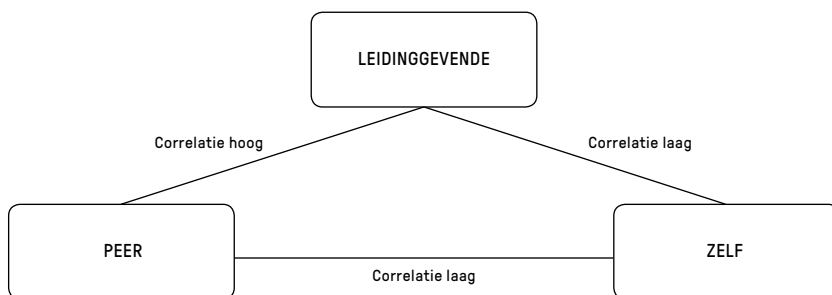 LEIDINGGEVENDE
Correlatie hoog
Correlatie laag
PEER
ZELF
Correlatie laag